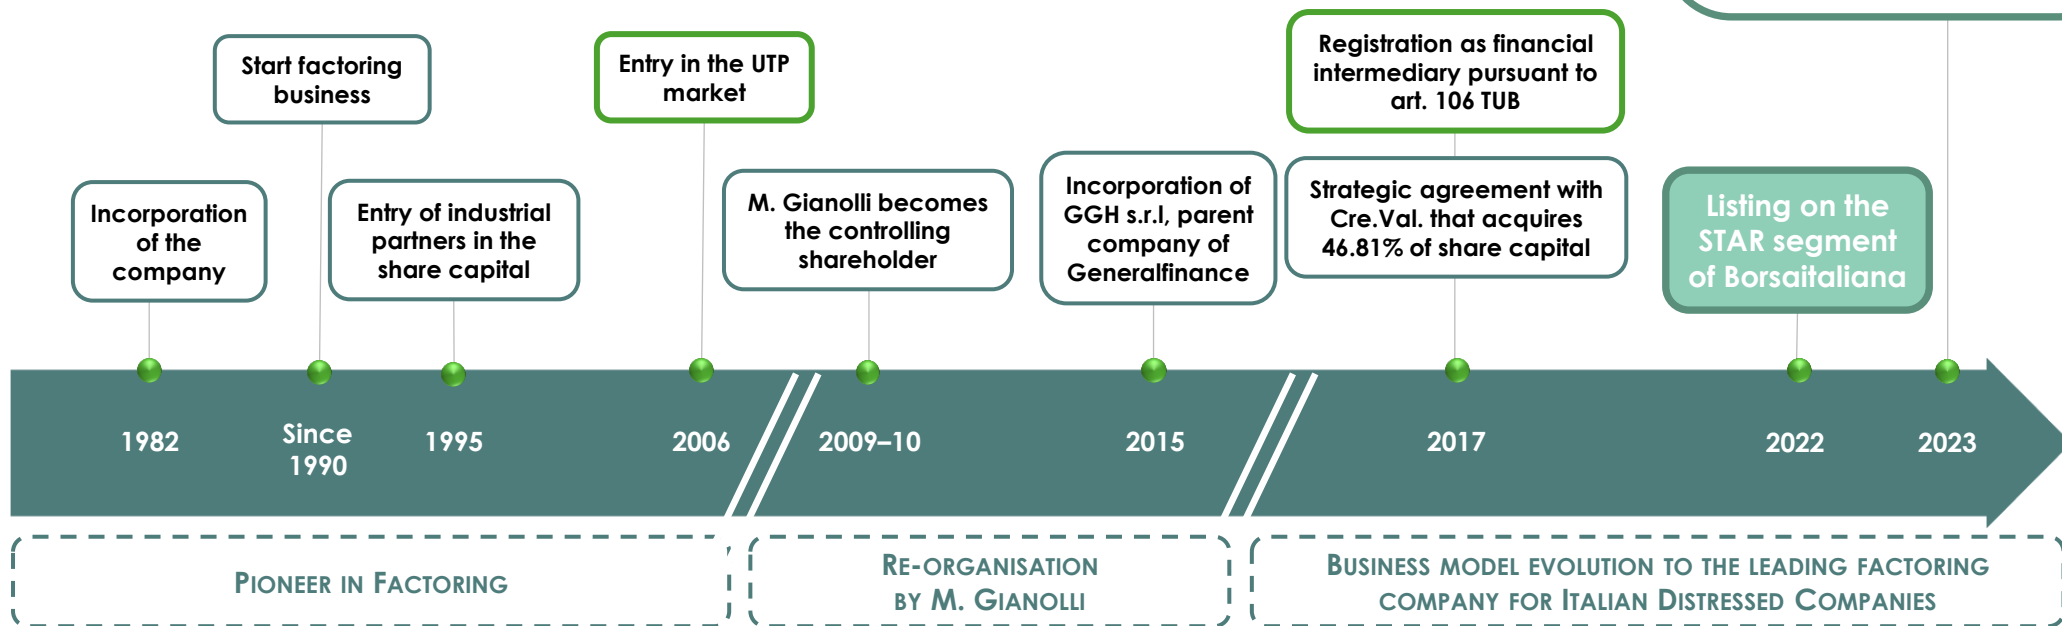 Start factoring
business
Entry in the UTP
market
Registration as financial
intermediary pursuant to
art. 106 TUB
Incorporation
of the
company
Entry of industrial
partners in the
share capital
M. Gianolli becomes
the controlling
shareholder
Incorporation of
GGH s.r.l, parent
company of
Generalfinance
Strategic agreement with
Cre.Val. that acquires
46.81% of share capital
Listing on the
STAR segment
of Borsaitaliana
1982
Since
1990
1995
2006
2009–10
2015
2017
2022
2023
PIONEER IN FACTORING
RE-ORGANISATION
BY M. GIANOLLI
BUSINESS MODEL EVOLUTION TO THE LEADING FACTORING
COMPANY FOR ITALIAN DISTRESSED COMPANIES